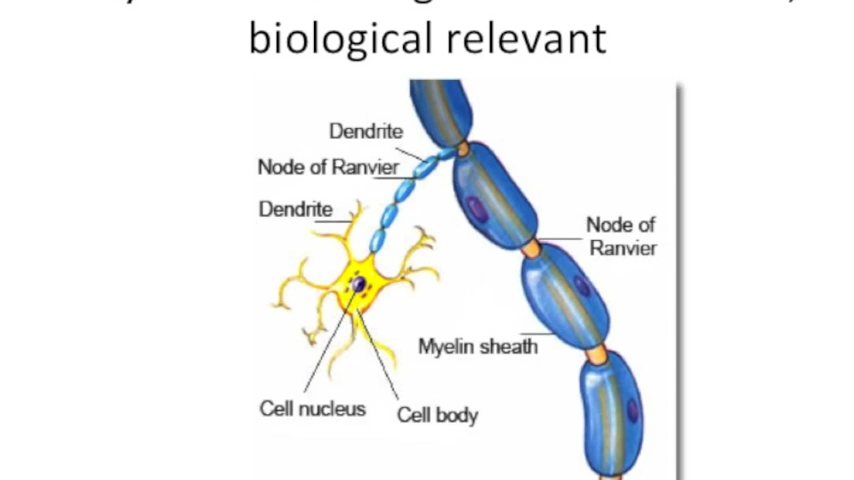 biological relevant
Dendrite
Node of Ranvier
Dendrite
Node of
Ranvier
Myelin sheath
Cell nucleus
Cell body